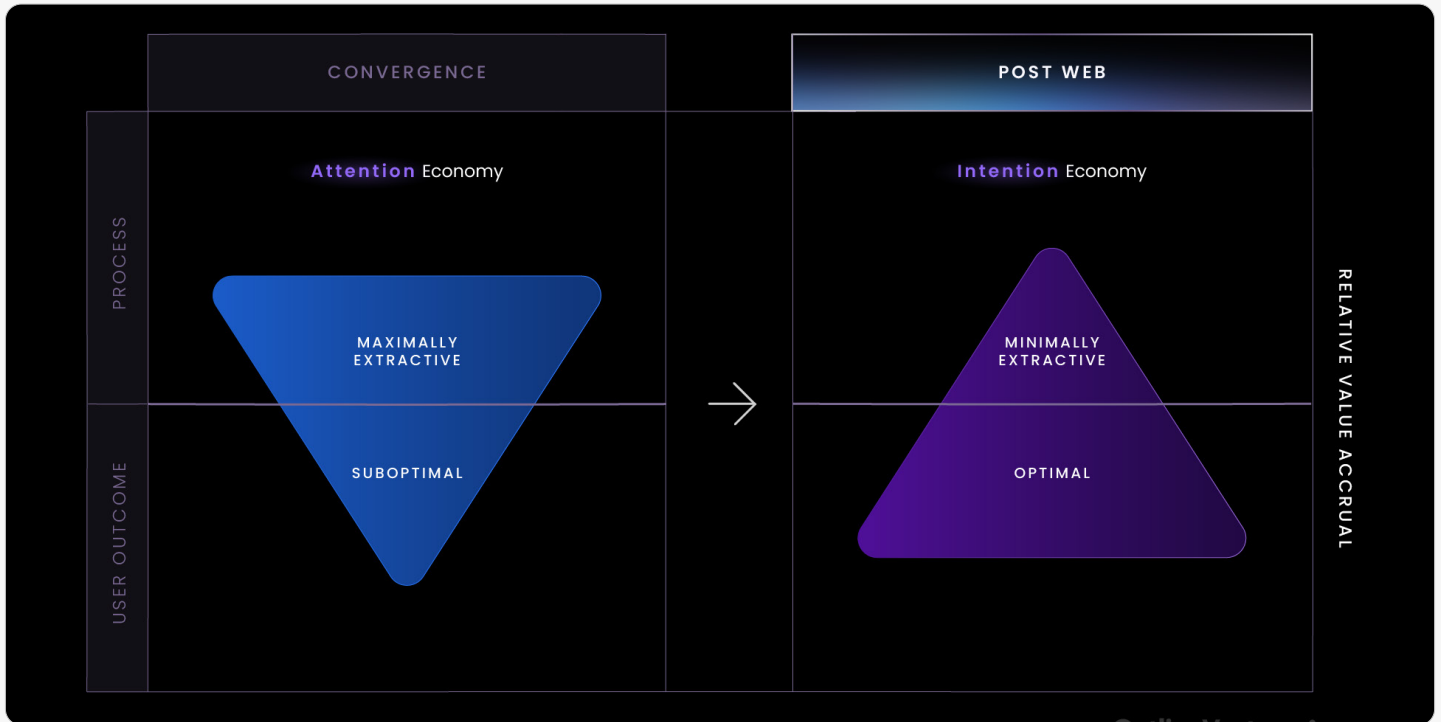 CONVERGENCE
POST WEB
Attention Economy
Intention Economy
PROCESS
MAXIMALLY
EXTRACTIVE
MINIMALLY
EXTRACTIVE
USER OUTCOME
SUBOPTIMAL
OPTIMAL
RELATIVE VALUE ACCRUAL